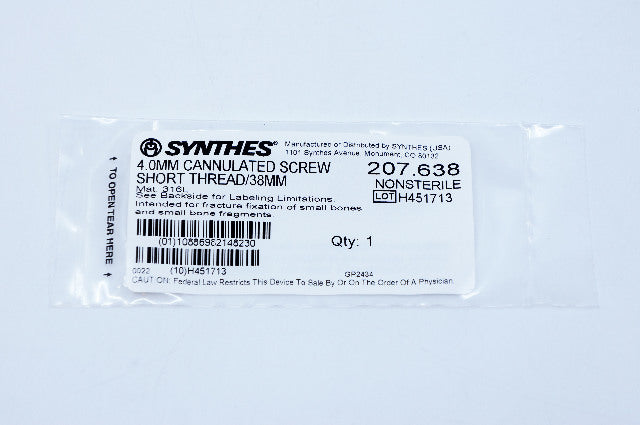 SYNTHES®
Manufactured or Distributed by SYNTHES (USA)
1101 Synthes Avenue, Monument, CO 80132
4.0MM CANNULATED SCREW
SHORT THREAD/38MM
207.638
NONSTERILE
LOT H451713
Mat. 316L
See Backside for Labeling Limitations.
Intended for fracture fixation of small bones
and small bone fragments.
(01)10886982148230
Qty: 1
(10)H451713
0022
GP2434
CAUTION: Federal Law Restricts This Device To Sale By Or On The Order Of A Physician.
↑ TO OPEN TEAR HERE ↑